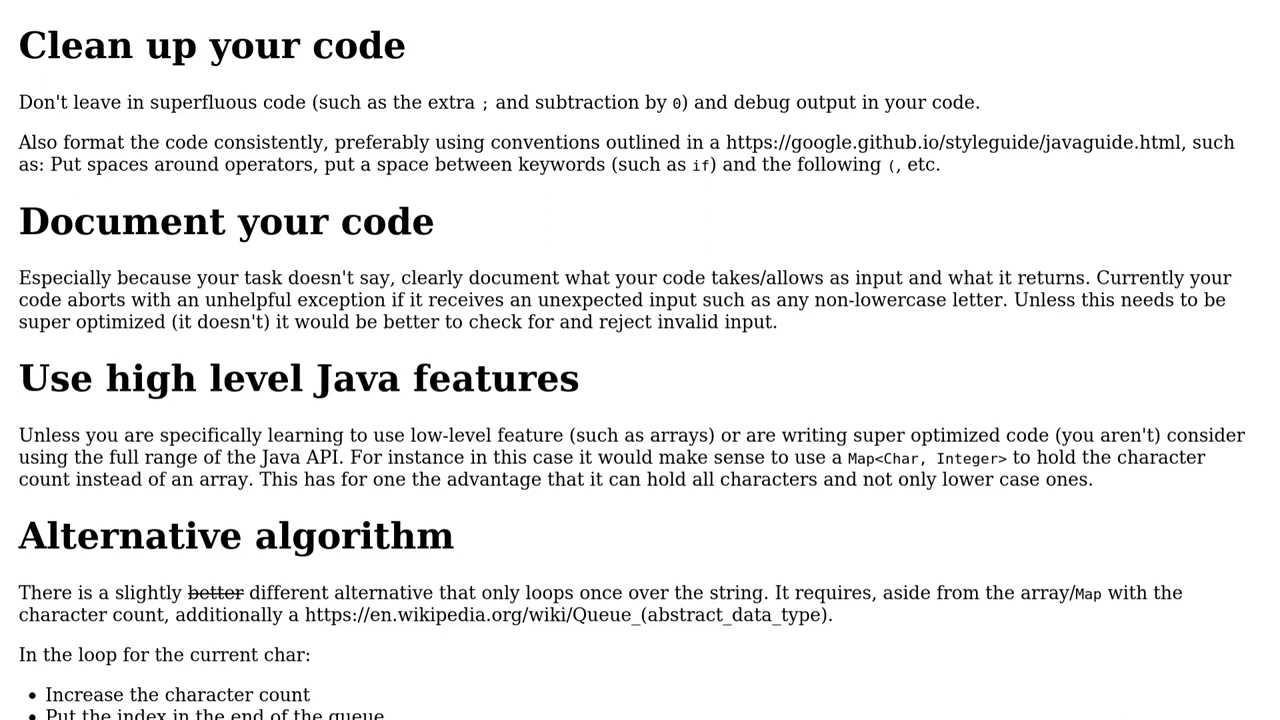 Clean up your code
Don't leave in superfluous code (such as the extra ; and subtraction by 0) and debug output in your code.
Also format the code consistently, preferably using conventions outlined in a https://google.github.io/styleguide/javaguide.html, such
as: Put spaces around operators, put a space between keywords (such as if) and the following (, etc.
Document your code
Especially because your task doesn't say, clearly document what your code takes/allows as input and what it returns. Currently your
code aborts with an unhelpful exception if it receives an unexpected input such as any non-lowercase letter. Unless this needs to be
super optimized (it doesn't) it would be better to check for and reject invalid input.
Use high level Java features
Unless you are specifically learning to use low-level feature (such as arrays) or are writing super optimized code (you aren't) consider
using the full range of the Java API. For instance in this case it would make sense to use a Map<Char, Integer> to hold the character
count instead of an array. This has for one the advantage that it can hold all characters and not only lower case ones.
Alternative algorithm
There is a slightly better different alternative that only loops once over the string. It requires, aside from the array/Map with the
character count, additionally a https://en.wikipedia.org/wiki/Queue_(abstract_data_type).
In the loop for the current char:
• Increase the character count
• Put the index in the end of the queue